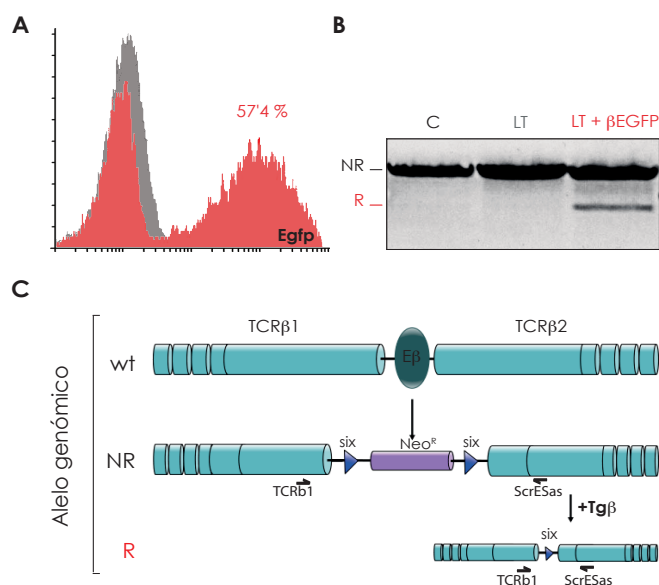 A
57'4 %
Egfp
B
C LT LT + βEGFP
NR
R
C
Alelo genómico
TCRβ1 TCRβ2
wt
Eβ
NR
six Neoᴿ six
TCRb1 ScrESas
+Tgβ
R
six
TCRb1 ScrESas